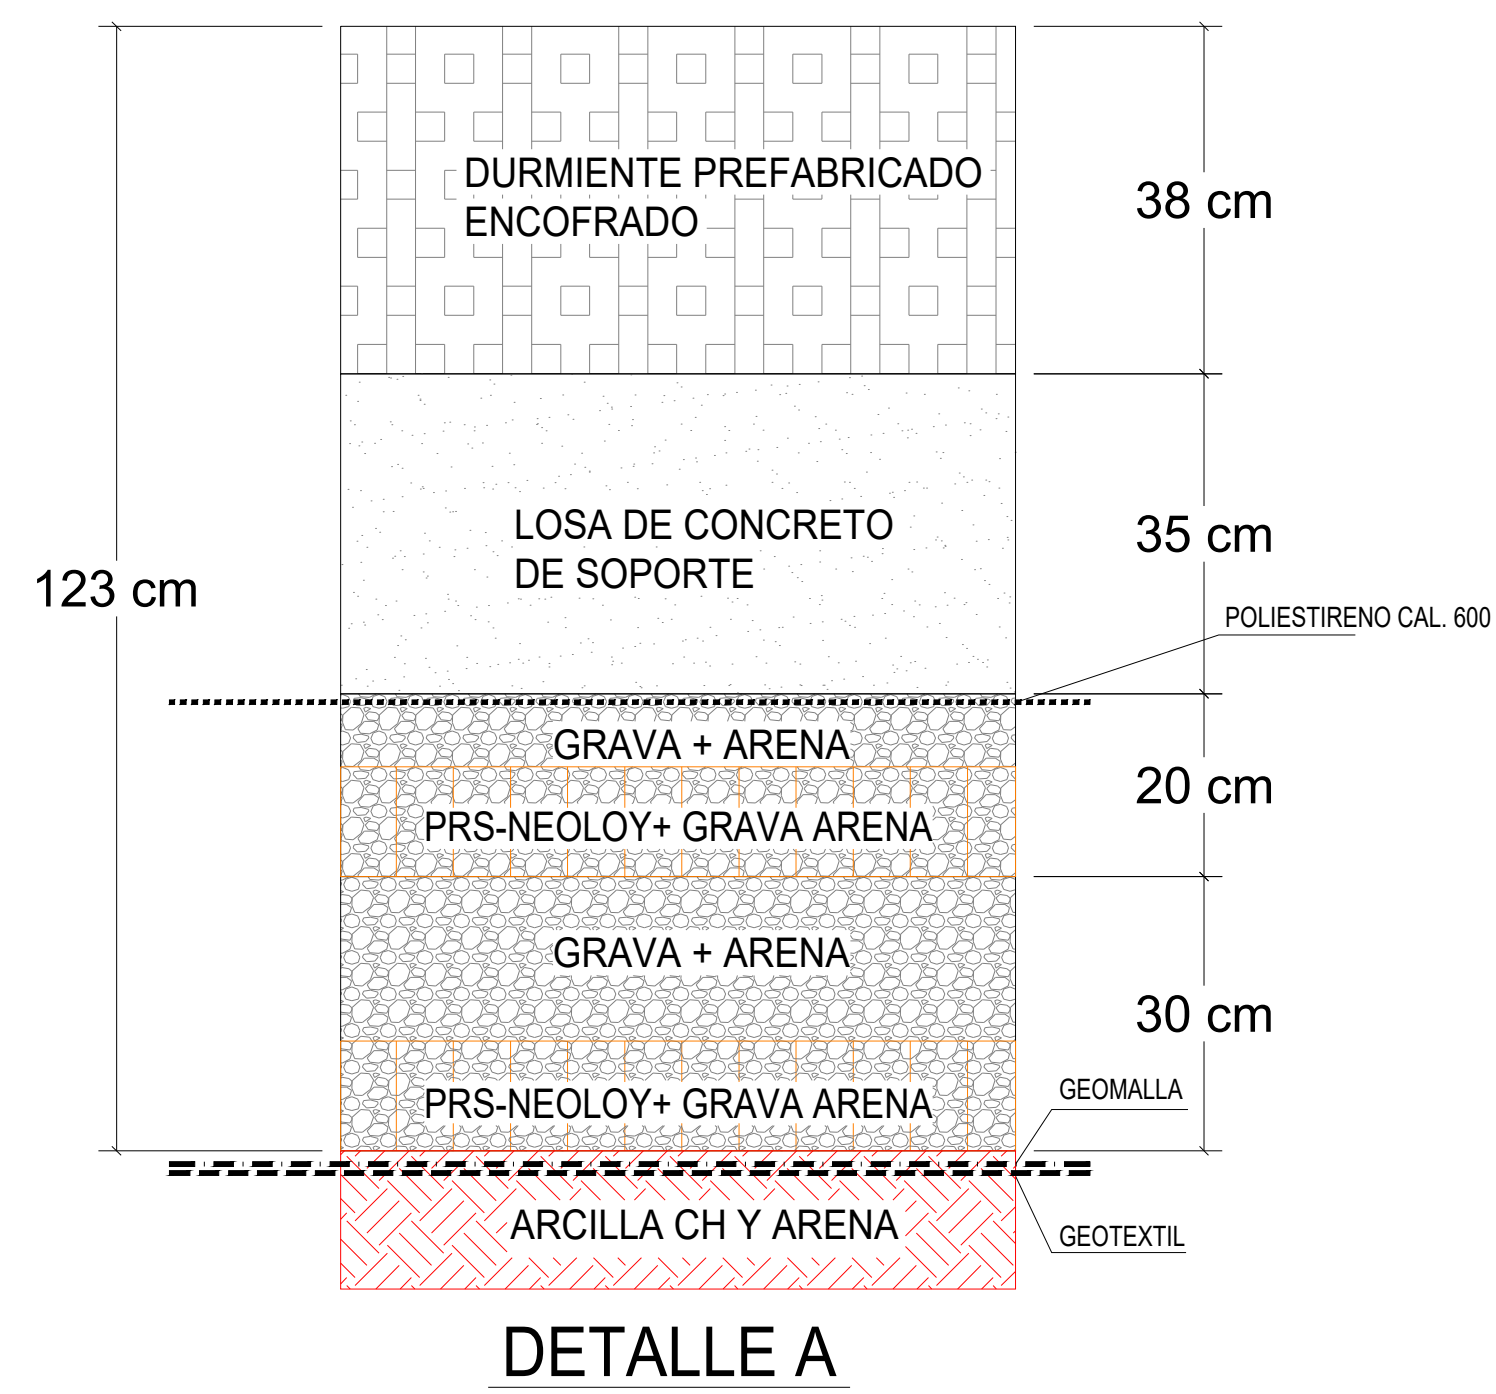 DURMIENTE PREFABRICADO
ENCOFRADO
38 cm
LOSA DE CONCRETO
DE SOPORTE
35 cm
123 cm
POLIESTIRENO CAL. 600
GRAVA + ARENA
20 cm
PRS-NEOLOY+ GRAVA ARENA
GRAVA + ARENA
30 cm
GEOMALLA
PRS-NEOLOY+ GRAVA ARENA
ARCILLA CH Y ARENA
GEOTEXTIL
DETALLE A